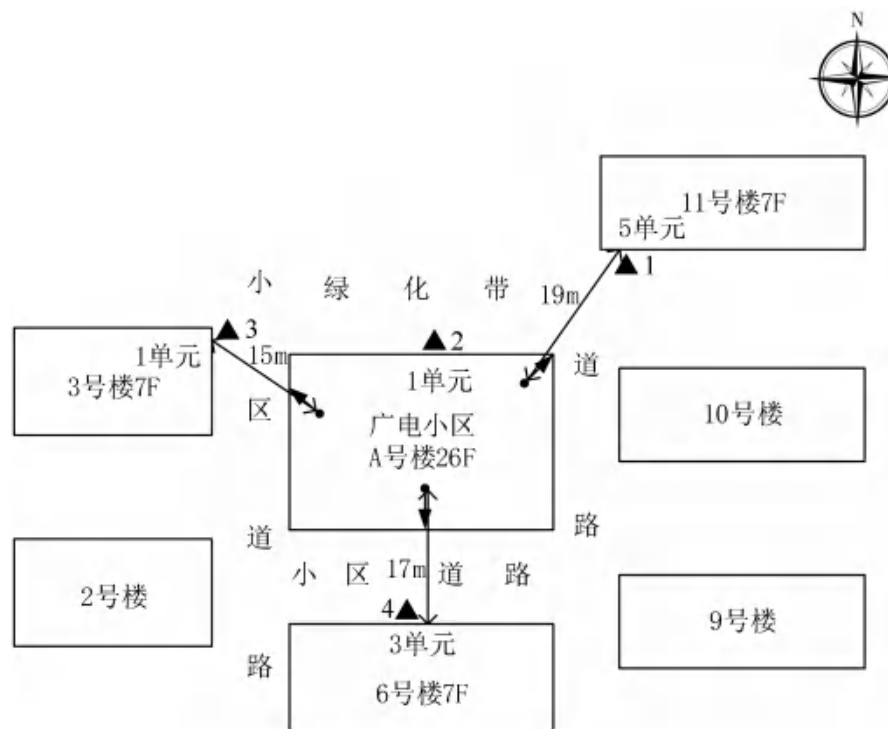 N
11号楼7F
5单元
▲1
小绿化带
19m
▲3
▲2
1单元
15m
3号楼7F
1单元
道
区
广电小区
A号楼26F
10号楼
道
路
小区17m道路
2号楼
4▲
9号楼
3单元
路
6号楼7F